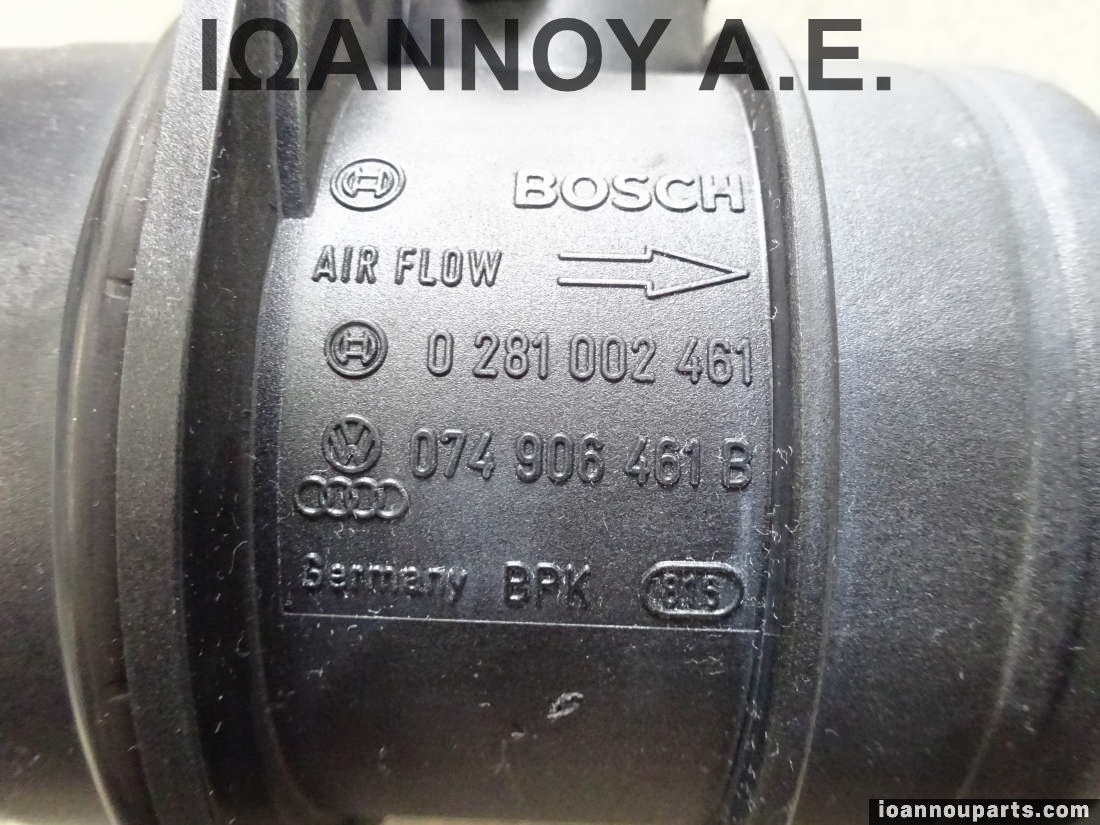 ΙΩΑΝΝΟΥ Α.Ε.
BOSCH
AIR FLOW
0 281 002 461
074 906 461 B
Germany BPK 1815
ioannouparts.com